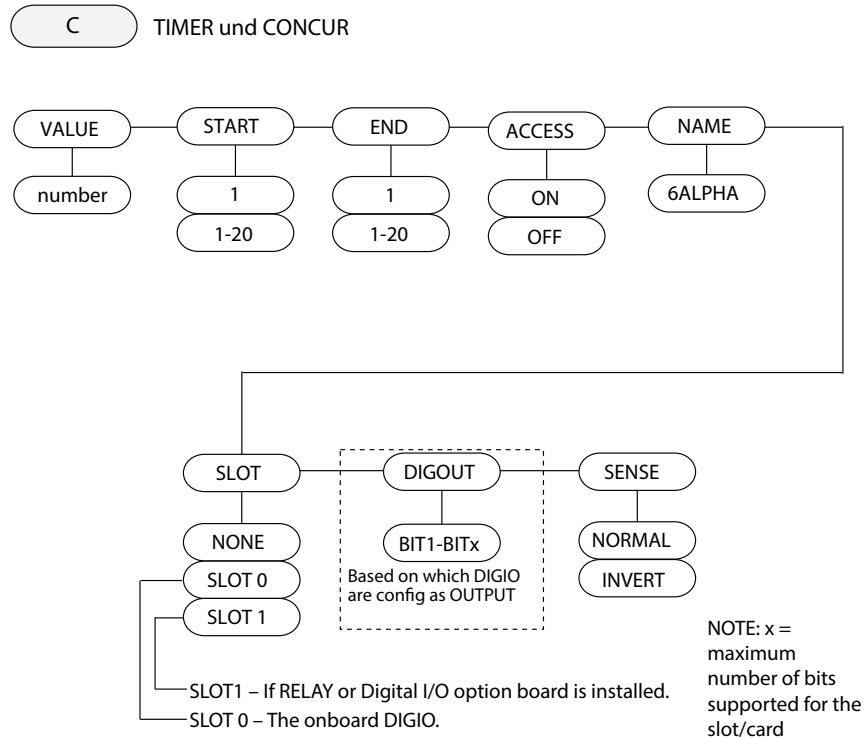 C TIMER und CONCUR
VALUE START END ACCESS NAME
number 1 1 ON 6ALPHA
1-20 1-20 OFF
SLOT DIGOUT SENSE
NONE BIT1-BITx NORMAL
SLOT 0 Based on which DIGIO INVERT
are config as OUTPUT
SLOT 1
NOTE: x =
maximum
number of bits
supported for the
slot/card
SLOT1 – If RELAY or Digital I/O option board is installed.
SLOT 0 – The onboard DIGIO.